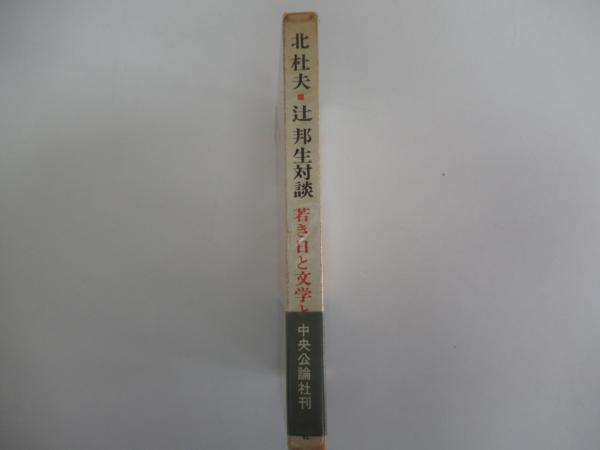 北杜夫・辻邦生対談
若き日と文学と
中央公論社刊